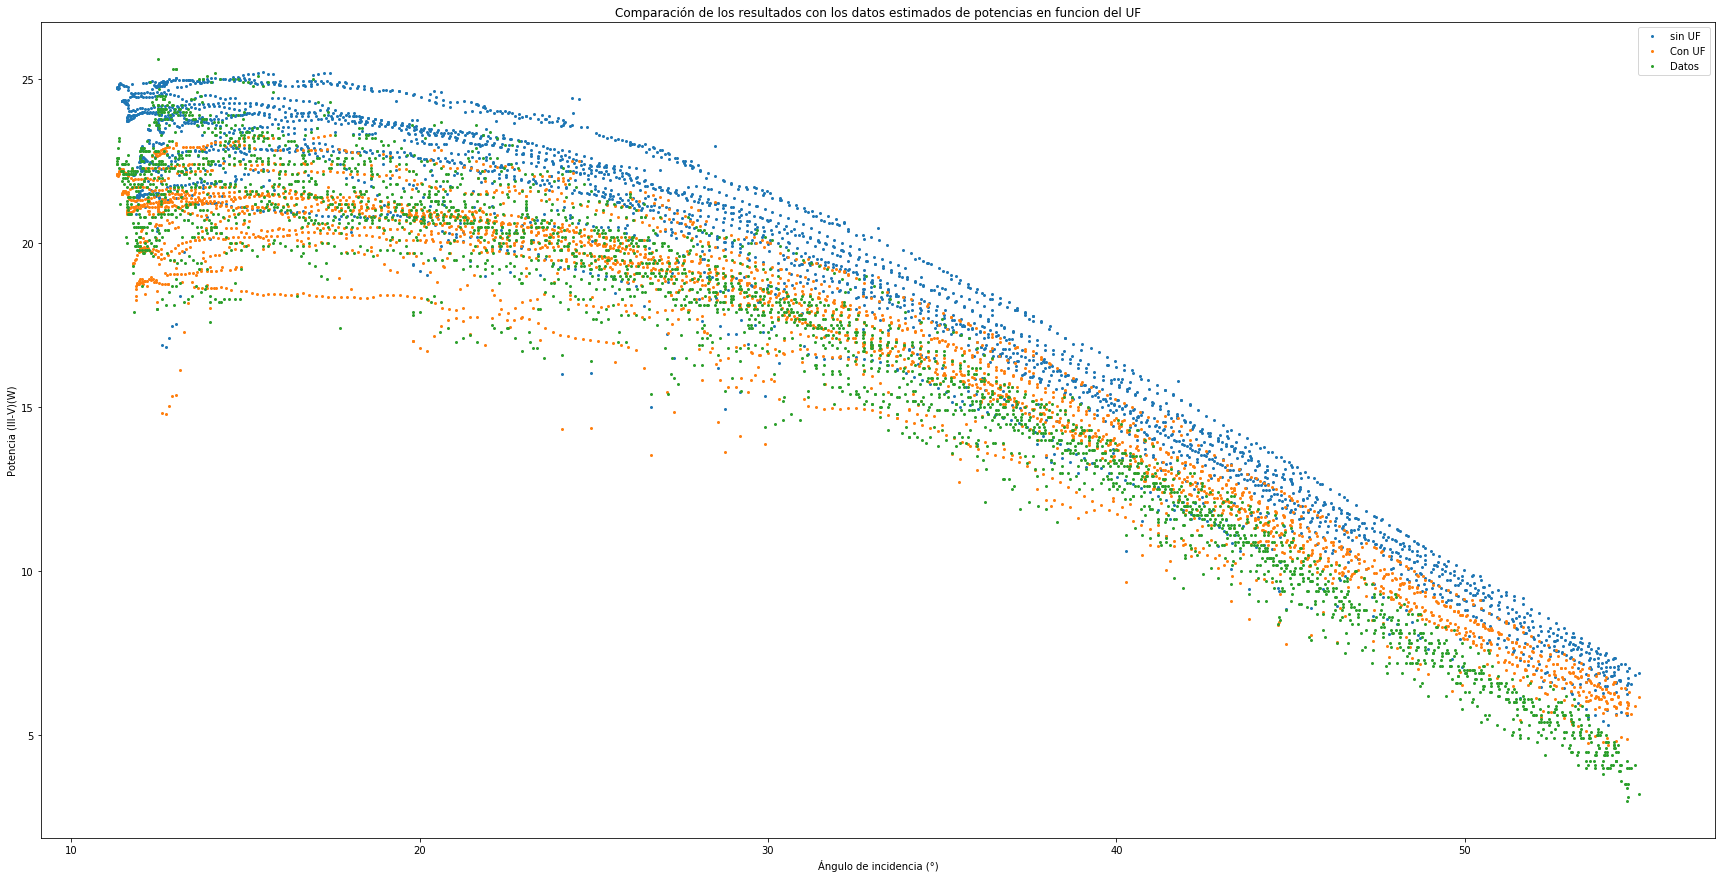 Comparación de los resultados con los datos estimados de potencias en funcion del UF
sin UF
Con UF
Datos
25
20
15
10
5
Potencia (III-V)(W)
10
20
30
40
50
Ángulo de incidencia (°)